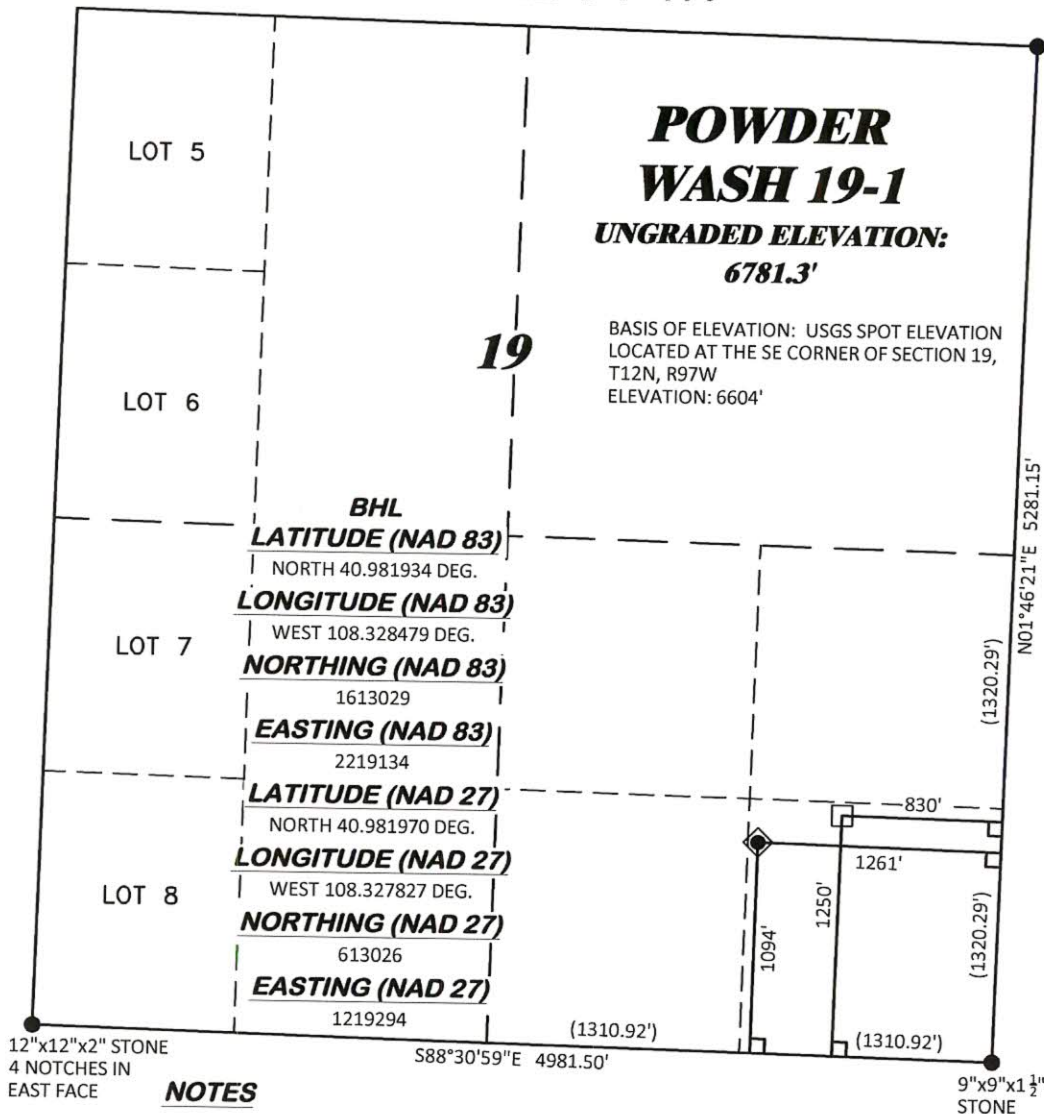 POWDER
WASH 19-1
UNGRADED ELEVATION:
6781.3'
BASIS OF ELEVATION: USGS SPOT ELEVATION
LOCATED AT THE SE CORNER OF SECTION 19,
T12N, R97W
ELEVATION: 6604'
LOT 5
19
LOT 6
N01°46'21"E 5281.15'
BHL
LATITUDE (NAD 83)
NORTH 40.981934 DEG.
LONGITUDE (NAD 83)
WEST 108.328479 DEG.
LOT 7
NORTHING (NAD 83)
1613029
(1320.29')
EASTING (NAD 83)
2219134
LATITUDE (NAD 27)
NORTH 40.981970 DEG.
830'
LONGITUDE (NAD 27)
1261'
WEST 108.327827 DEG.
LOT 8
1250'
NORTHING (NAD 27)
613026
1094'
(1320.29')
EASTING (NAD 27)
1219294
(1310.92')
(1310.92')
S88°30'59"E 4981.50'
12"x12"x2" STONE
4 NOTCHES IN
EAST FACE
NOTES
9"x9"x1 1/2"
STONE